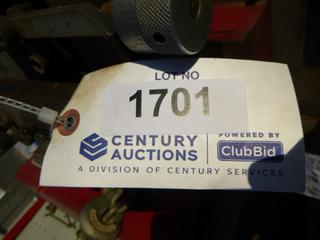 LOT NO
1701
CENTURY
AUCTIONS
POWERED BY
ClubBid
A DIVISION OF CENTURY SERVICES